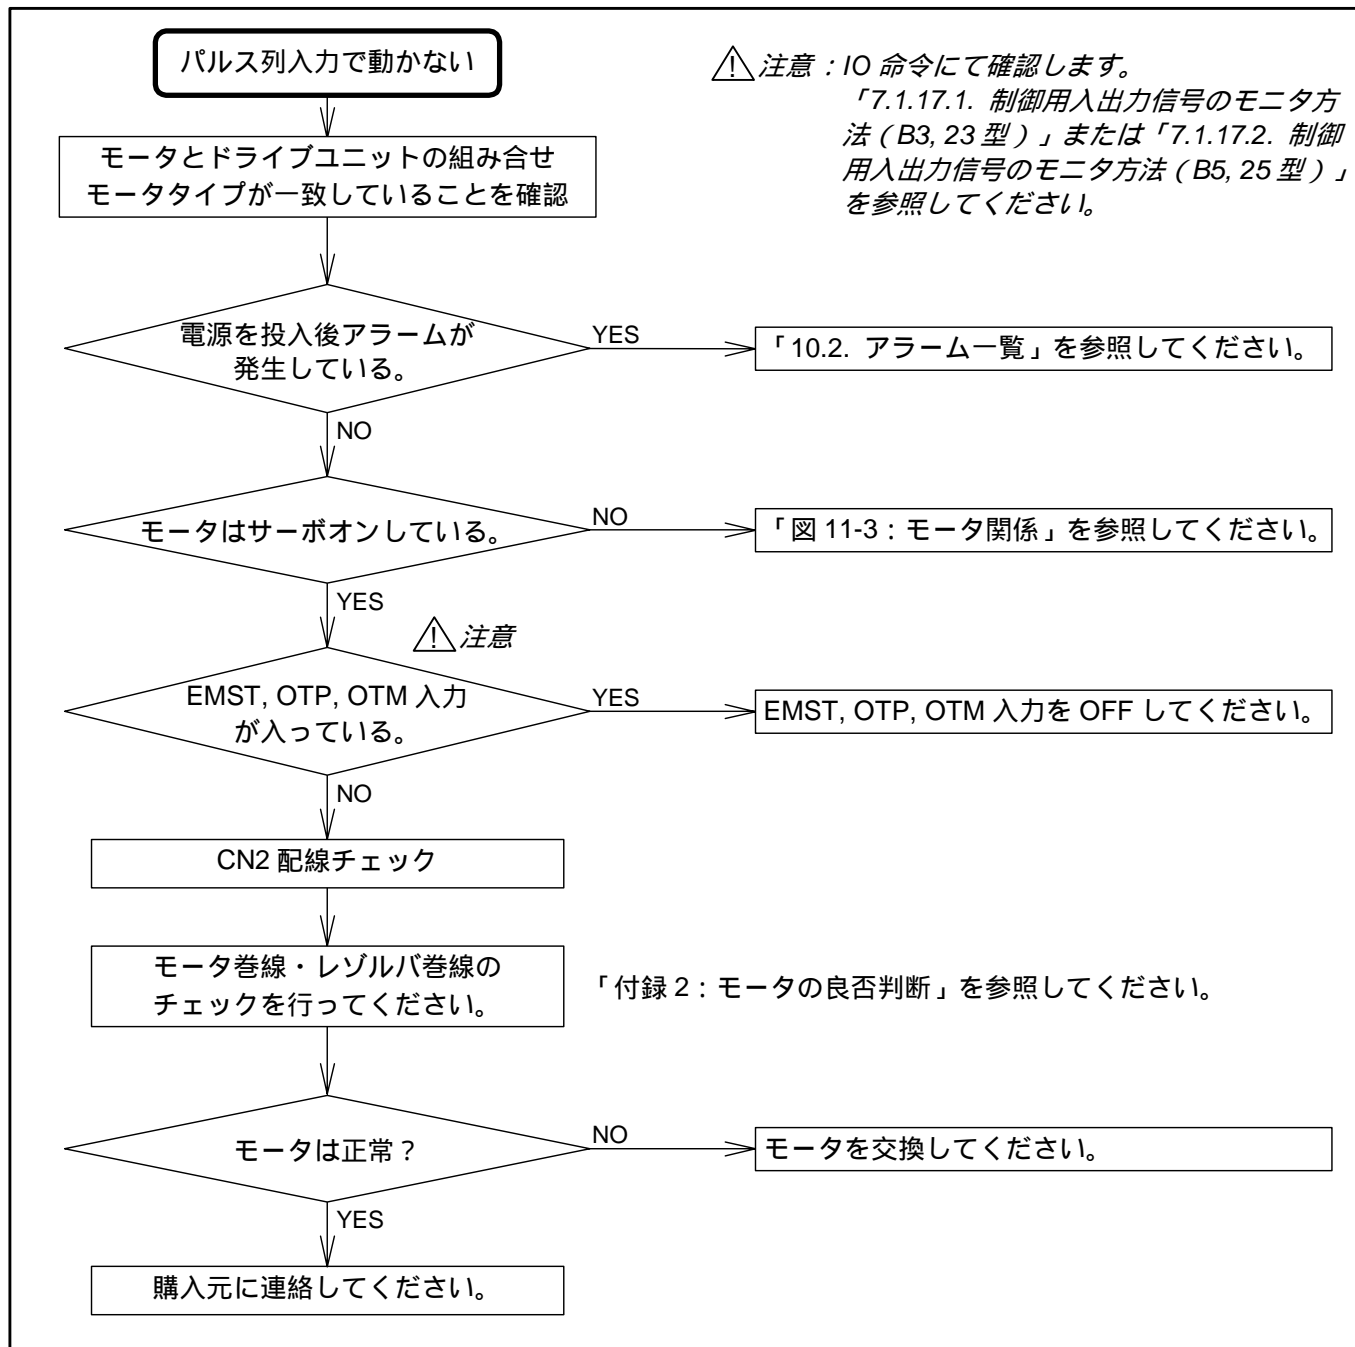 パルス列入力で動かない
注意：IO 命令にて確認します。
「7.1.17.1. 制御用入出力信号のモニタ方
法（B3, 23 型）」または「7.1.17.2. 制御
用入出力信号のモニタ方法（B5, 25 型）」
を参照してください。
モータとドライブユニットの組み合せ
モータタイプが一致していることを確認
電源を投入後アラームが
発生している。
YES
「10.2. アラーム一覧」を参照してください。
NO
モータはサーボオンしている。
NO
「図 11-3：モータ関係」を参照してください。
YES
注意
EMST, OTP, OTM 入力
が入っている。
YES
EMST, OTP, OTM 入力を OFF してください。
NO
CN2 配線チェック
モータ巻線・レゾルバ巻線の
チェックを行ってください。
「付録 2：モータの良否判断」を参照してください。
モータは正常？
NO
モータを交換してください。
YES
購入元に連絡してください。